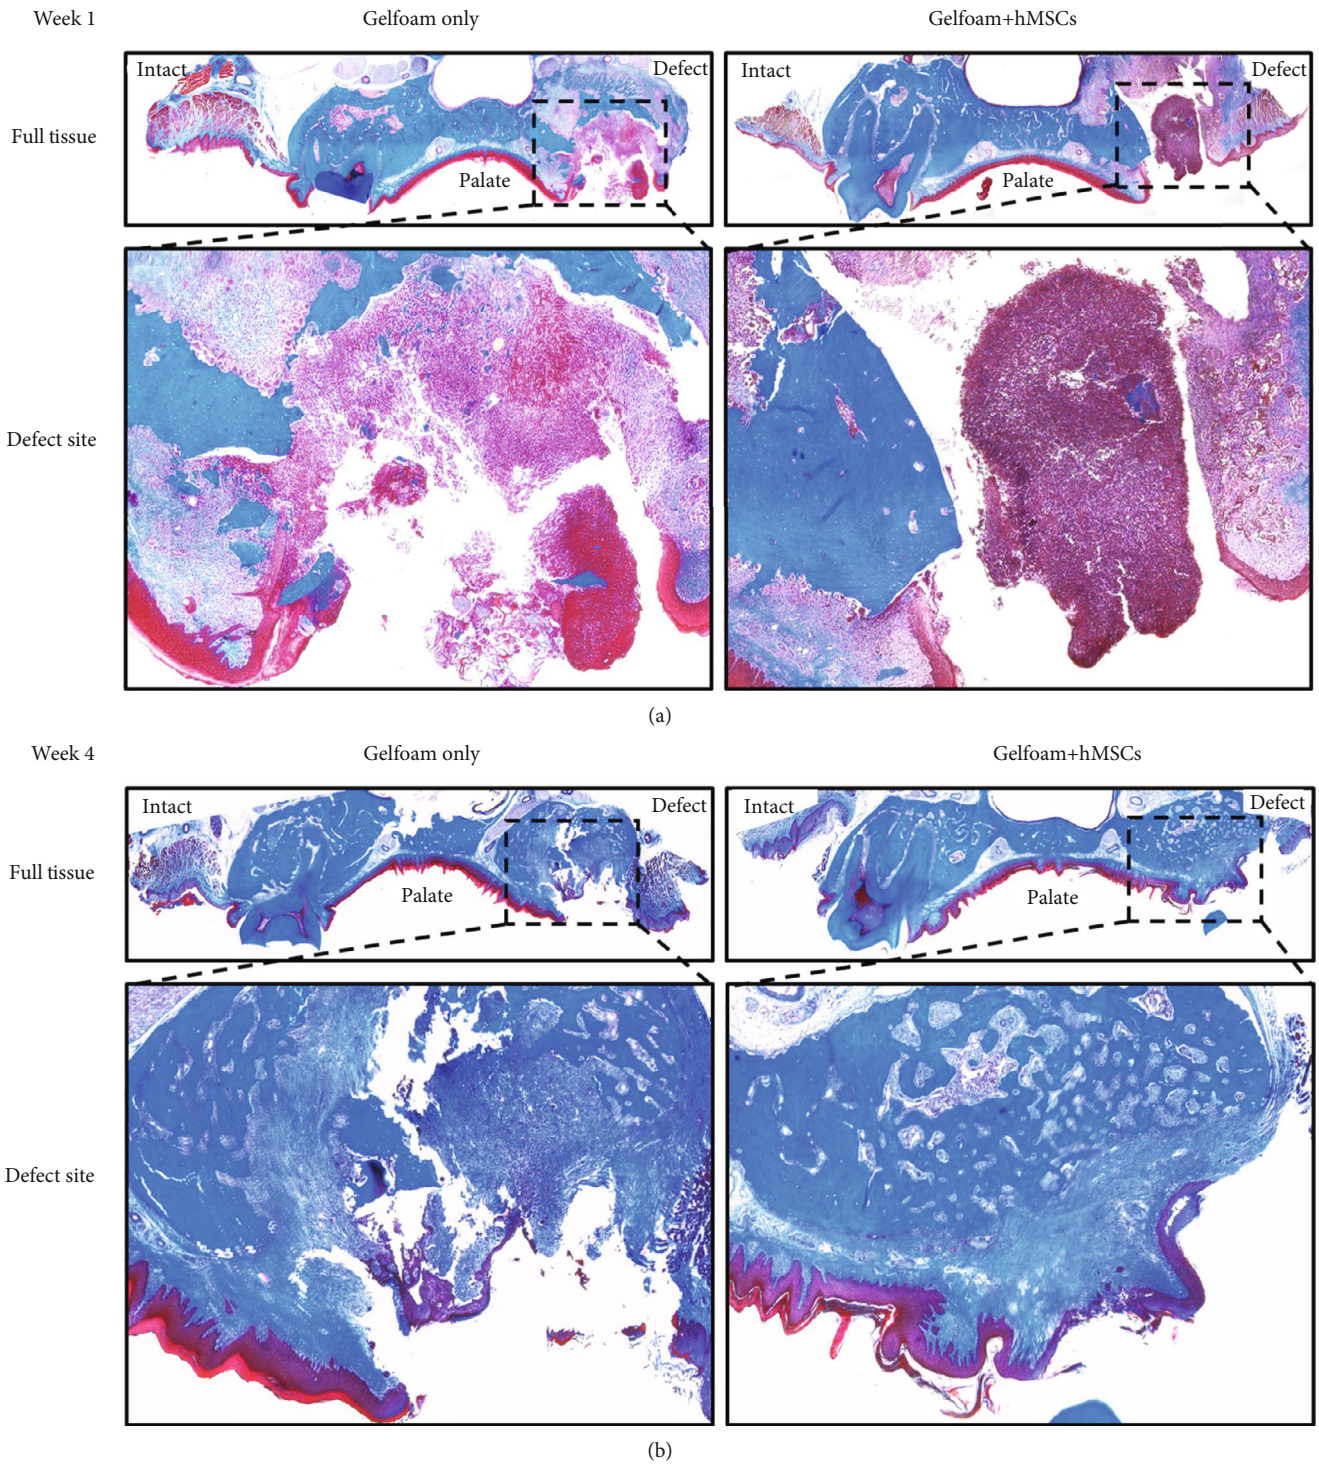 Week 1
Gelfoam only
Gelfoam+hMSCs
Intact
Defect
Intact
Defect
Full tissue
Palate
Palate
Defect site
(a)
Week 4
Gelfoam only
Gelfoam+hMSCs
Intact
Defect
Intact
Defect
Full tissue
Palate
Palate
Defect site
(b)